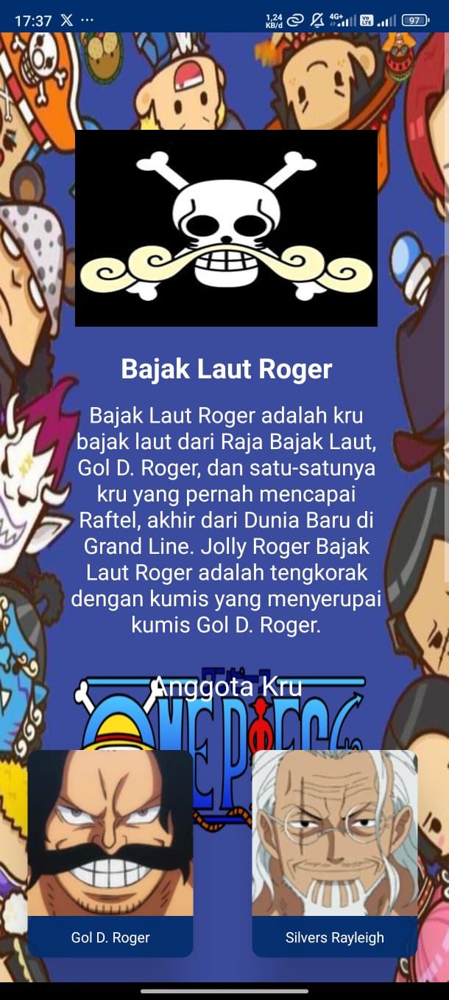 17:37
1,24
KB/d
4G+
Vo
LTE
97
Bajak Laut Roger
Bajak Laut Roger adalah kru
bajak laut dari Raja Bajak Laut,
Gol D. Roger, dan satu-satunya
kru yang pernah mencapai
Raftel, akhir dari Dunia Baru di
Grand Line. Jolly Roger Bajak
Laut Roger adalah tengkorak
dengan kumis yang menyerupai
kumis Gol D. Roger.
Anggota Kru
ONE PIECE
Gol D. Roger
Silvers Rayleigh